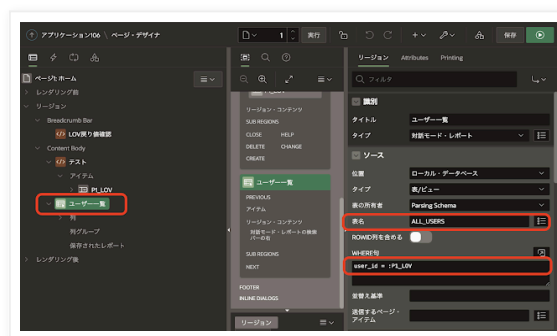 アプリケーション106 \ ページ・デザイナ
1
実行
保存
ページ1: ホーム
レンダリング前
リージョン
Breadcrumb Bar
LOV戻り値確認
Content Body
テスト
アイテム
P1_LOV
ユーザー一覧
列
列グループ
保存されたレポート
レンダリング後
P1_LOV
リージョン・コンテンツ
SUB REGIONS
CLOSE HELP
DELETE CHANGE
CREATE
ユーザー一覧
PREVIOUS
アイテム
リージョン・コンテンツ
対話モード・レポートの検索
バーの右
SUB REGIONS
NEXT
FOOTER
INLINE DIALOGS
リージョン
リージョン Attributes Printing
フィルタ
識別
タイトル ユーザー一覧
タイプ 対話モード・レポート
ソース
位置 ローカル・データベース
タイプ 表/ビュー
表の所有者 Parsing Schema
表名 ALL_USERS
ROWID列を含める
WHERE句
user_id = :P1_LOV
並替え基準
送信するページ・
アイテム